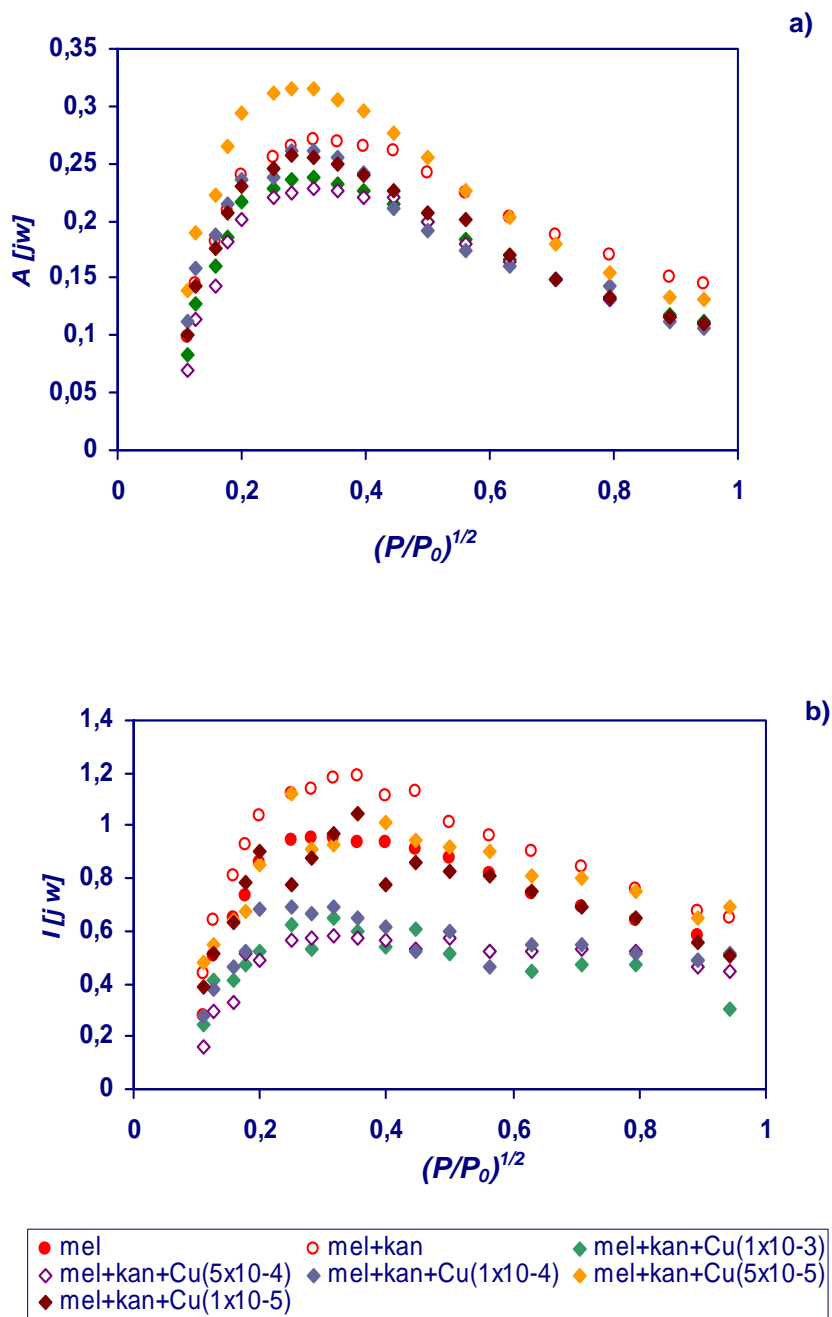 a)
0,35
0,3
0,25
0,2
0,15
0,1
0,05
0
A [jw]
0 0,2 0,4 0,6 0,8 1
(P/P0)1/2
b)
1,4
1,2
1
0,8
0,6
0,4
0,2
0
I [j w]
0 0,2 0,4 0,6 0,8 1
(P/P0)1/2
mel mel+kan mel+kan+Cu(1x10-3)
mel+kan+Cu(5x10-4) mel+kan+Cu(1x10-4) mel+kan+Cu(5x10-5)
mel+kan+Cu(1x10-5)